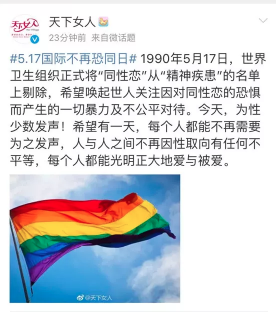 天下女人
天下女人
23分钟前 来自微话题
#5.17国际不再恐同日# 1990年5月17日，世界
卫生组织正式将“同性恋”从“精神疾患”的名单
上剔除，希望唤起世人关注因对同性恋的恐惧
而产生的一切暴力及不公平对待。今天，为性
少数发声！希望有一天，每个人都能不再需要
为之发声，人与人之间不再因性取向有任何不
平等，每个人都能光明正大地爱与被爱。
@天下女人